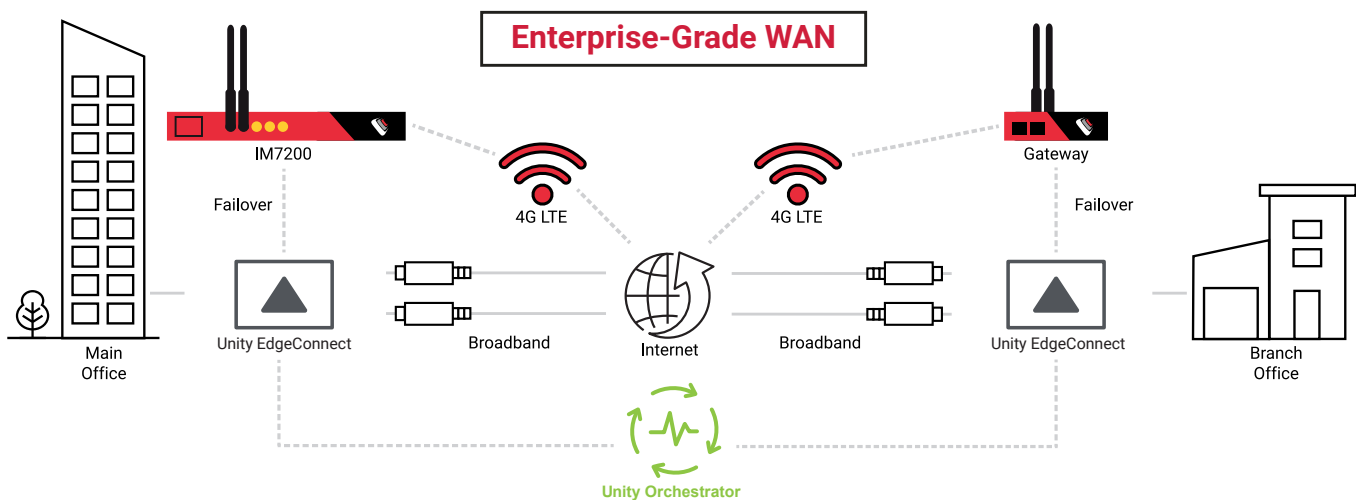 Enterprise-Grade WAN
IM7200
Gateway
4G LTE
4G LTE
Failover
Failover
Unity EdgeConnect
Broadband
Internet
Broadband
Unity EdgeConnect
Main
Office
Branch
Office
Unity Orchestrator